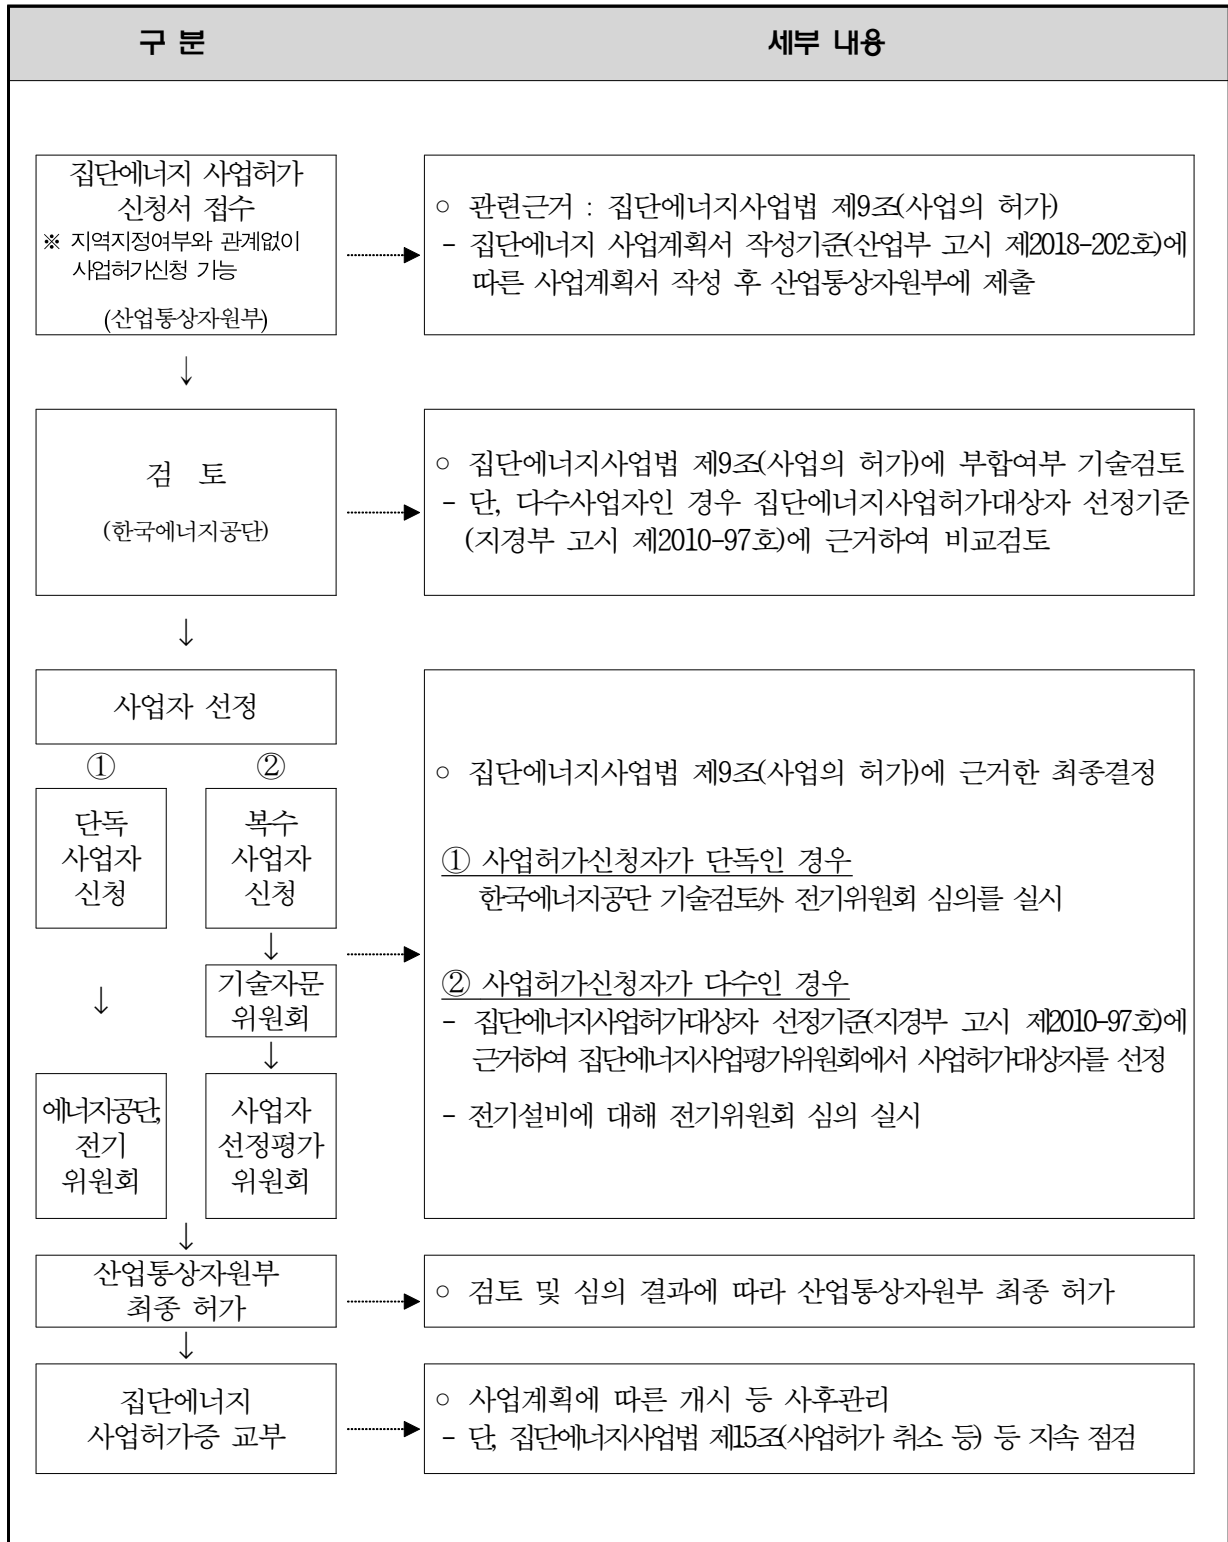 구 분
세부 내용
집단에너지 사업허가
신청서 접수
※ 지역지정여부와 관계없이
사업허가신청 가능
(산업통상자원부)
○ 관련근거 : 집단에너지사업법 제9조(사업의 허가)
- 집단에너지 사업계획서 작성기준(산업부 고시 제2018-202호)에
따른 사업계획서 작성 후 산업통상자원부에 제출
↓
검 토
(한국에너지공단)
○ 집단에너지사업법 제9조(사업의 허가)에 부합여부 기술검토
- 단, 다수사업자인 경우 집단에너지사업허가대상자 선정기준
(지경부 고시 제2010-97호)에 근거하여 비교검토
↓
사업자 선정
①
②
단독
사업자
신청
복수
사업자
신청
↓
↓
기술자문
위원회
↓
에너지공단,
전기
위원회
사업자
선정평가
위원회
○ 집단에너지사업법 제9조(사업의 허가)에 근거한 최종결정
① 사업허가신청자가 단독인 경우
한국에너지공단 기술검토外 전기위원회 심의를 실시
② 사업허가신청자가 다수인 경우
- 집단에너지사업허가대상자 선정기준(지경부 고시 제2010-97호)에
근거하여 집단에너지사업평가위원회에서 사업허가대상자를 선정
- 전기설비에 대해 전기위원회 심의 실시
↓
산업통상자원부
최종 허가
○ 검토 및 심의 결과에 따라 산업통상자원부 최종 허가
↓
집단에너지
사업허가증 교부
○ 사업계획에 따른 개시 등 사후관리
- 단, 집단에너지사업법 제15조(사업허가 취소 등) 등 지속 점검